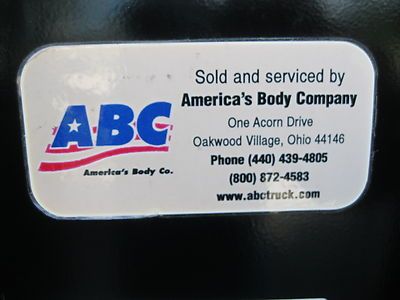 ABC
America's Body Co.
Sold and serviced by
America's Body Company
One Acorn Drive
Oakwood Village, Ohio 44146
Phone (440) 439-4805
(800) 872-4583
www.abctruck.com